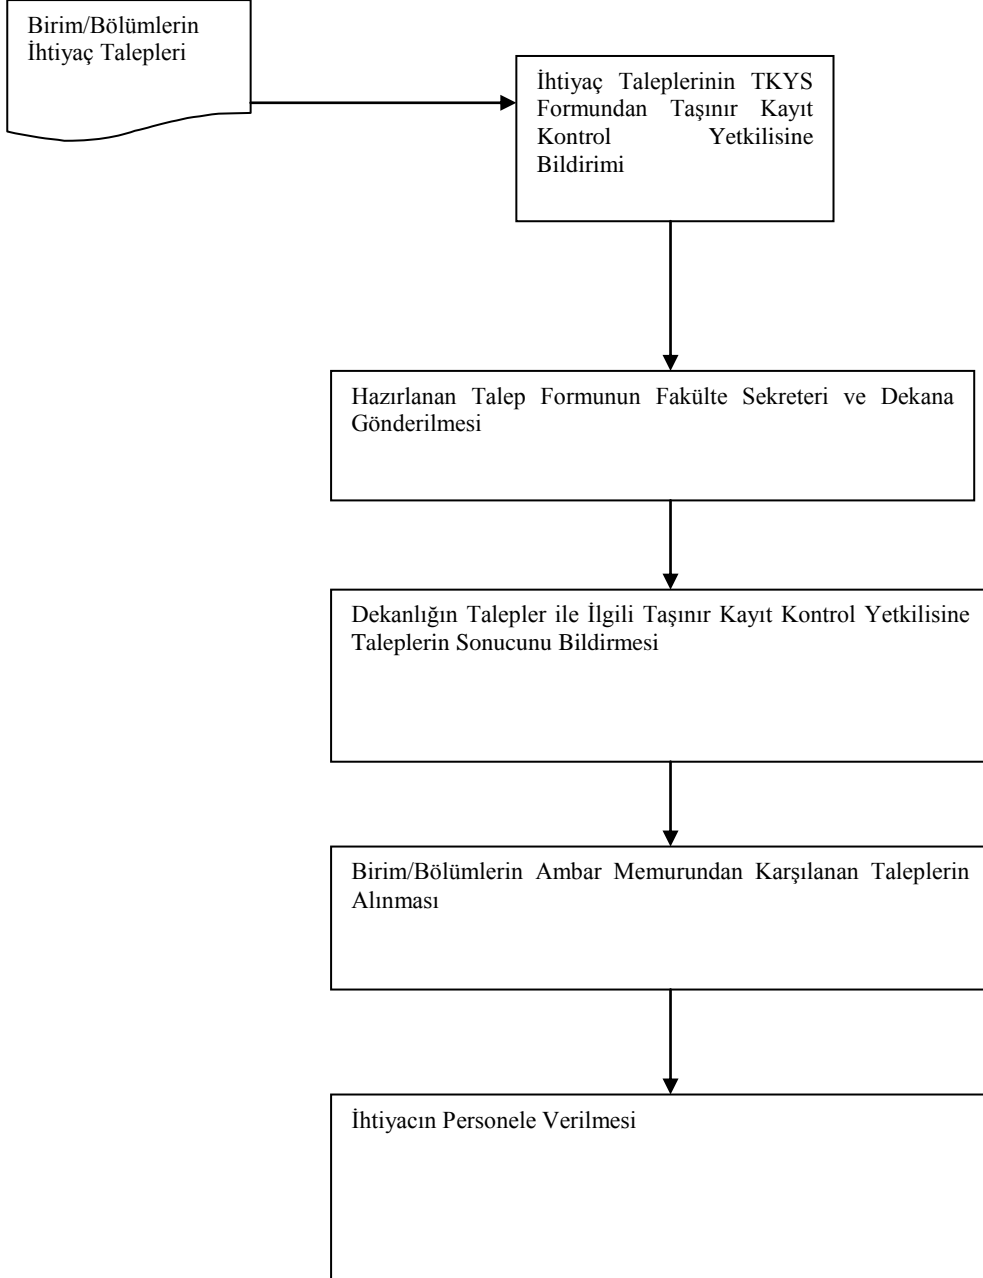 Birim/Bölümlerin
İhtiyaç Talepleri
İhtiyaç Taleplerinin TKYS
Formundan Taşınır Kayıt
Kontrol Yetkilisine
Bildirimi
Hazırlanan Talep Formunun Fakülte Sekreteri ve Dekana
Gönderilmesi
Dekanlığın Talepler ile İlgili Taşınır Kayıt Kontrol Yetkilisine
Taleplerin Sonucunu Bildirmesi
Birim/Bölümlerin Ambar Memurundan Karşılanan Taleplerin
Alınması
İhtiyacın Personele Verilmesi